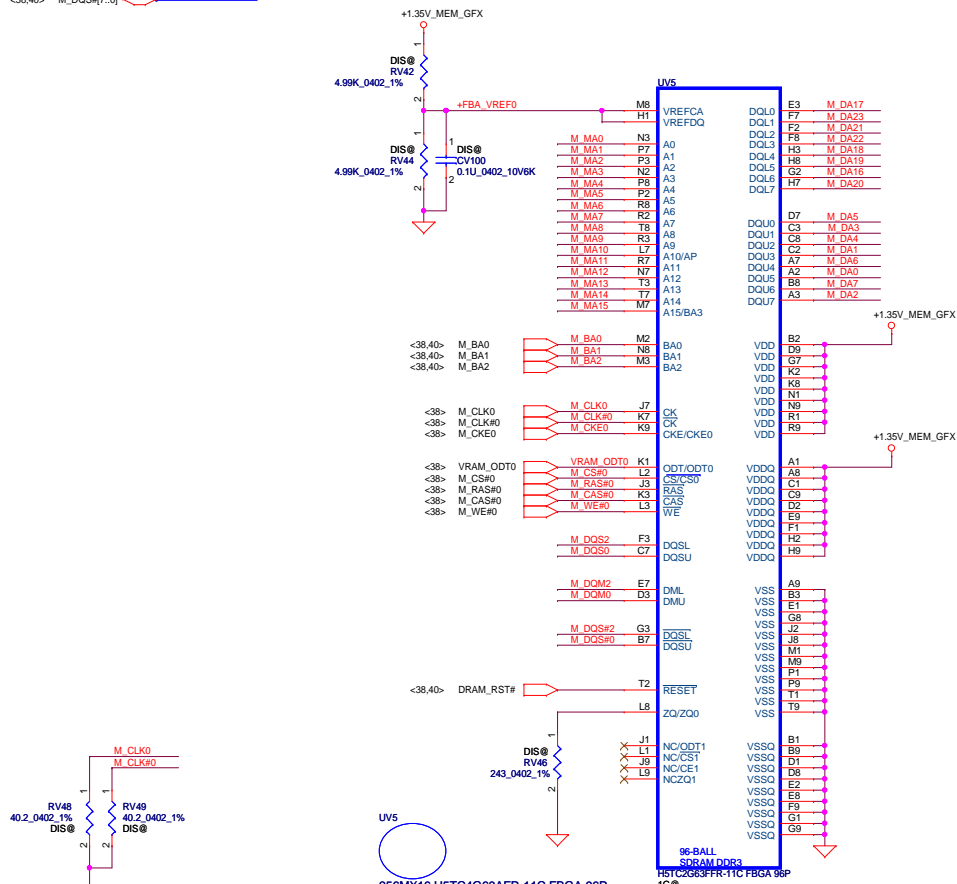 <38,40> M_DQS#[7..0]
+1.35V_MEM_GFX
1
DIS@
RV42
4.99K_0402_1%
2
+FBA_VREF0
1
DIS@
RV44
4.99K_0402_1%
2
1
DIS@
CV100
0.1U_0402_10V6K
2
UV5
M8 VREFCA
H1 VREFDQ
M_MA0 N3 A0
M_MA1 P7 A1
M_MA2 P3 A2
M_MA3 N2 A3
M_MA4 P8 A4
M_MA5 P2 A5
M_MA6 R8 A6
M_MA7 R2 A7
M_MA8 T8 A8
M_MA9 R3 A9
M_MA10 L7 A10/AP
M_MA11 R7 A11
M_MA12 N7 A12
M_MA13 T3 A13
M_MA14 T7 A14
M_MA15 M7 A15/BA3
<38,40> M_BA0 M_BA0 M2 BA0
<38,40> M_BA1 M_BA1 N8 BA1
<38,40> M_BA2 M_BA2 M3 BA2
<38> M_CLK0 M_CLK0 J7 CK
<38> M_CLK#0 M_CLK#0 K7 CK
<38> M_CKE0 M_CKE0 K9 CKE/CKE0
<38> VRAM_ODT0 VRAM_ODT0 K1 ODT/ODT0
<38> M_CS#0 M_CS#0 L2 CS/CS0
<38> M_RAS#0 M_RAS#0 J3 RAS
<38> M_CAS#0 M_CAS#0 K3 CAS
<38> M_WE#0 M_WE#0 L3 WE
M_DQS2 F3 DQSL
M_DQS0 C7 DQSU
M_DQM2 E7 DML
M_DQM0 D3 DMU
M_DQS#2 G3 DQSL
M_DQS#0 B7 DQSU
<38,40> DRAM_RST# T2 RESET
L8 ZQ/ZQ0
1
DIS@
RV46
243_0402_1%
2
J1 NC/ODT1
L1 NC/CS1
J9 NC/CE1
L9 NCZQ1
DQL0 E3 M_DA17
DQL1 F7 M_DA23
DQL2 F2 M_DA21
DQL3 F8 M_DA22
DQL4 H3 M_DA18
DQL5 H8 M_DA19
DQL6 G2 M_DA16
DQL7 H7 M_DA20
DQU0 D7 M_DA5
DQU1 C3 M_DA3
DQU2 C8 M_DA4
DQU3 C2 M_DA1
DQU4 A7 M_DA6
DQU5 A2 M_DA0
DQU6 B8 M_DA7
DQU7 A3 M_DA2
+1.35V_MEM_GFX
VDD B2
VDD D9
VDD G7
VDD K2
VDD K8
VDD N1
VDD N9
VDD R1
VDD R9
+1.35V_MEM_GFX
VDDQ A1
VDDQ A8
VDDQ C1
VDDQ C9
VDDQ D2
VDDQ E9
VDDQ F1
VDDQ H2
VDDQ H9
VSS A9
VSS B3
VSS E1
VSS G8
VSS J2
VSS J8
VSS M1
VSS M9
VSS P1
VSS P9
VSS T1
VSS T9
VSSQ B1
VSSQ B9
VSSQ D1
VSSQ D8
VSSQ E2
VSSQ E8
VSSQ F9
VSSQ G1
VSSQ G9
96-BALL
SDRAM DDR3
H5TC2G63FFR-11C FBGA 96P
M_CLK0
M_CLK#0
1
RV48
40.2_0402_1%
DIS@
2
1
RV49
40.2_0402_1%
DIS@
2
UV5